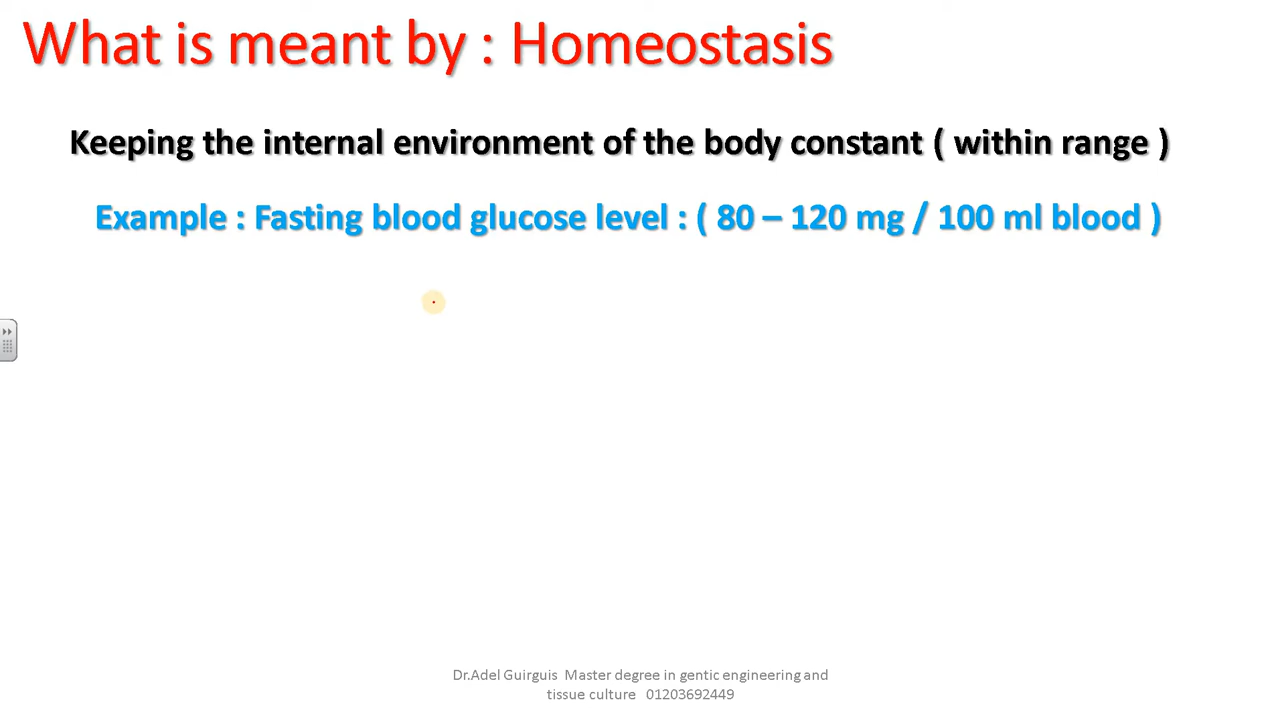 What is meant by : Homeostasis
Keeping the internal environment of the body constant ( within range )
Example : Fasting blood glucose level : ( 80 – 120 mg / 100 ml blood )
Dr.Adel Guirguis Master degree in gentic engineering and
tissue culture 01203692449